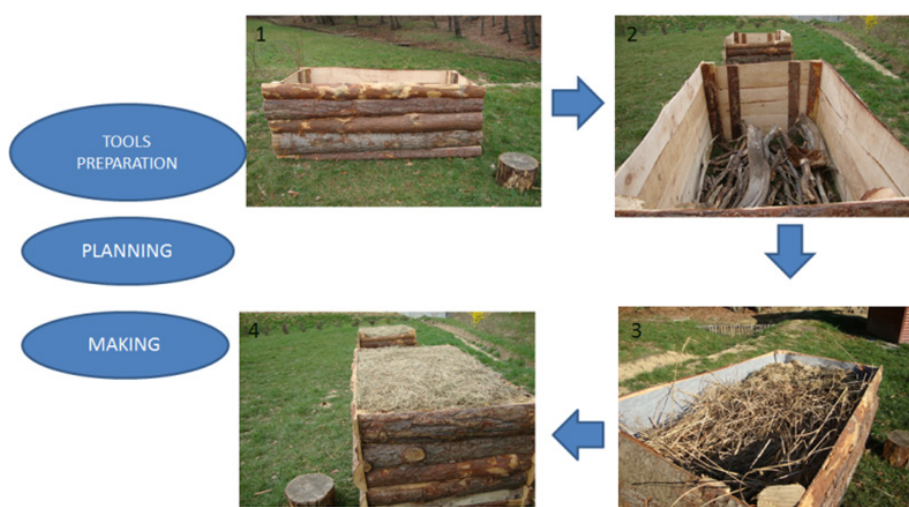 TOOLS
PREPARATION
PLANNING
MAKING
1
2
3
4